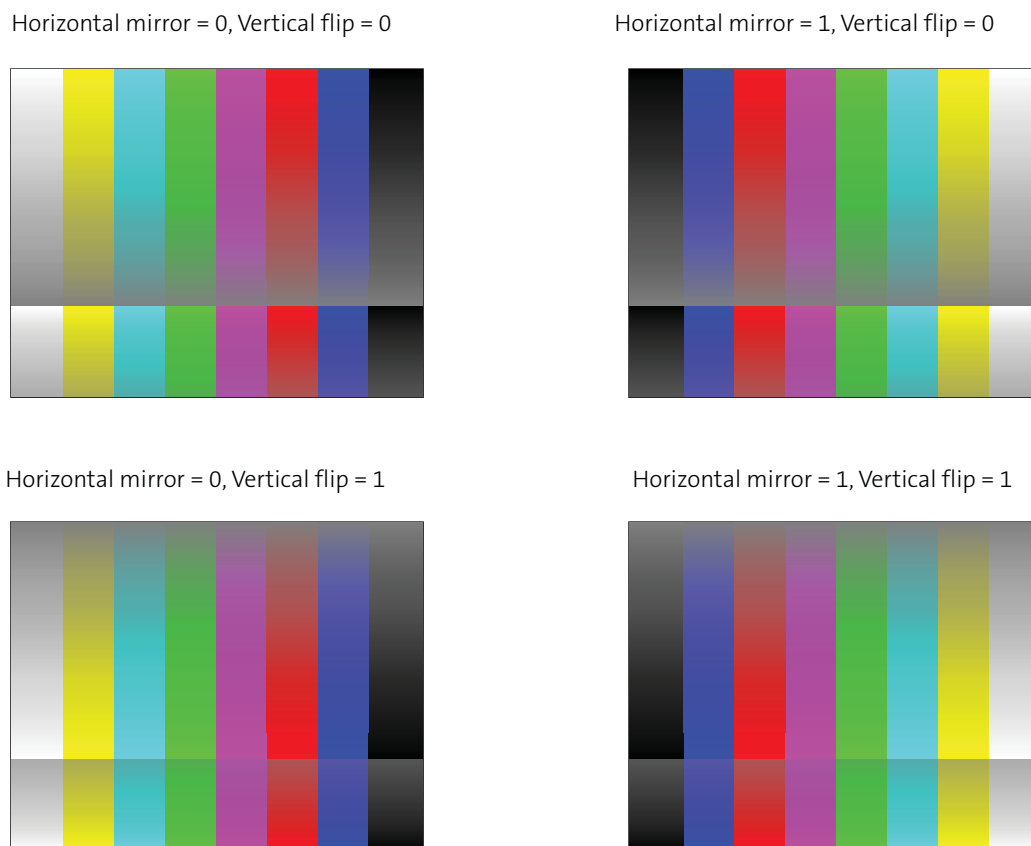 Horizontal mirror = 0, Vertical flip = 0
Horizontal mirror = 1, Vertical flip = 0
Horizontal mirror = 0, Vertical flip = 1
Horizontal mirror = 1, Vertical flip = 1